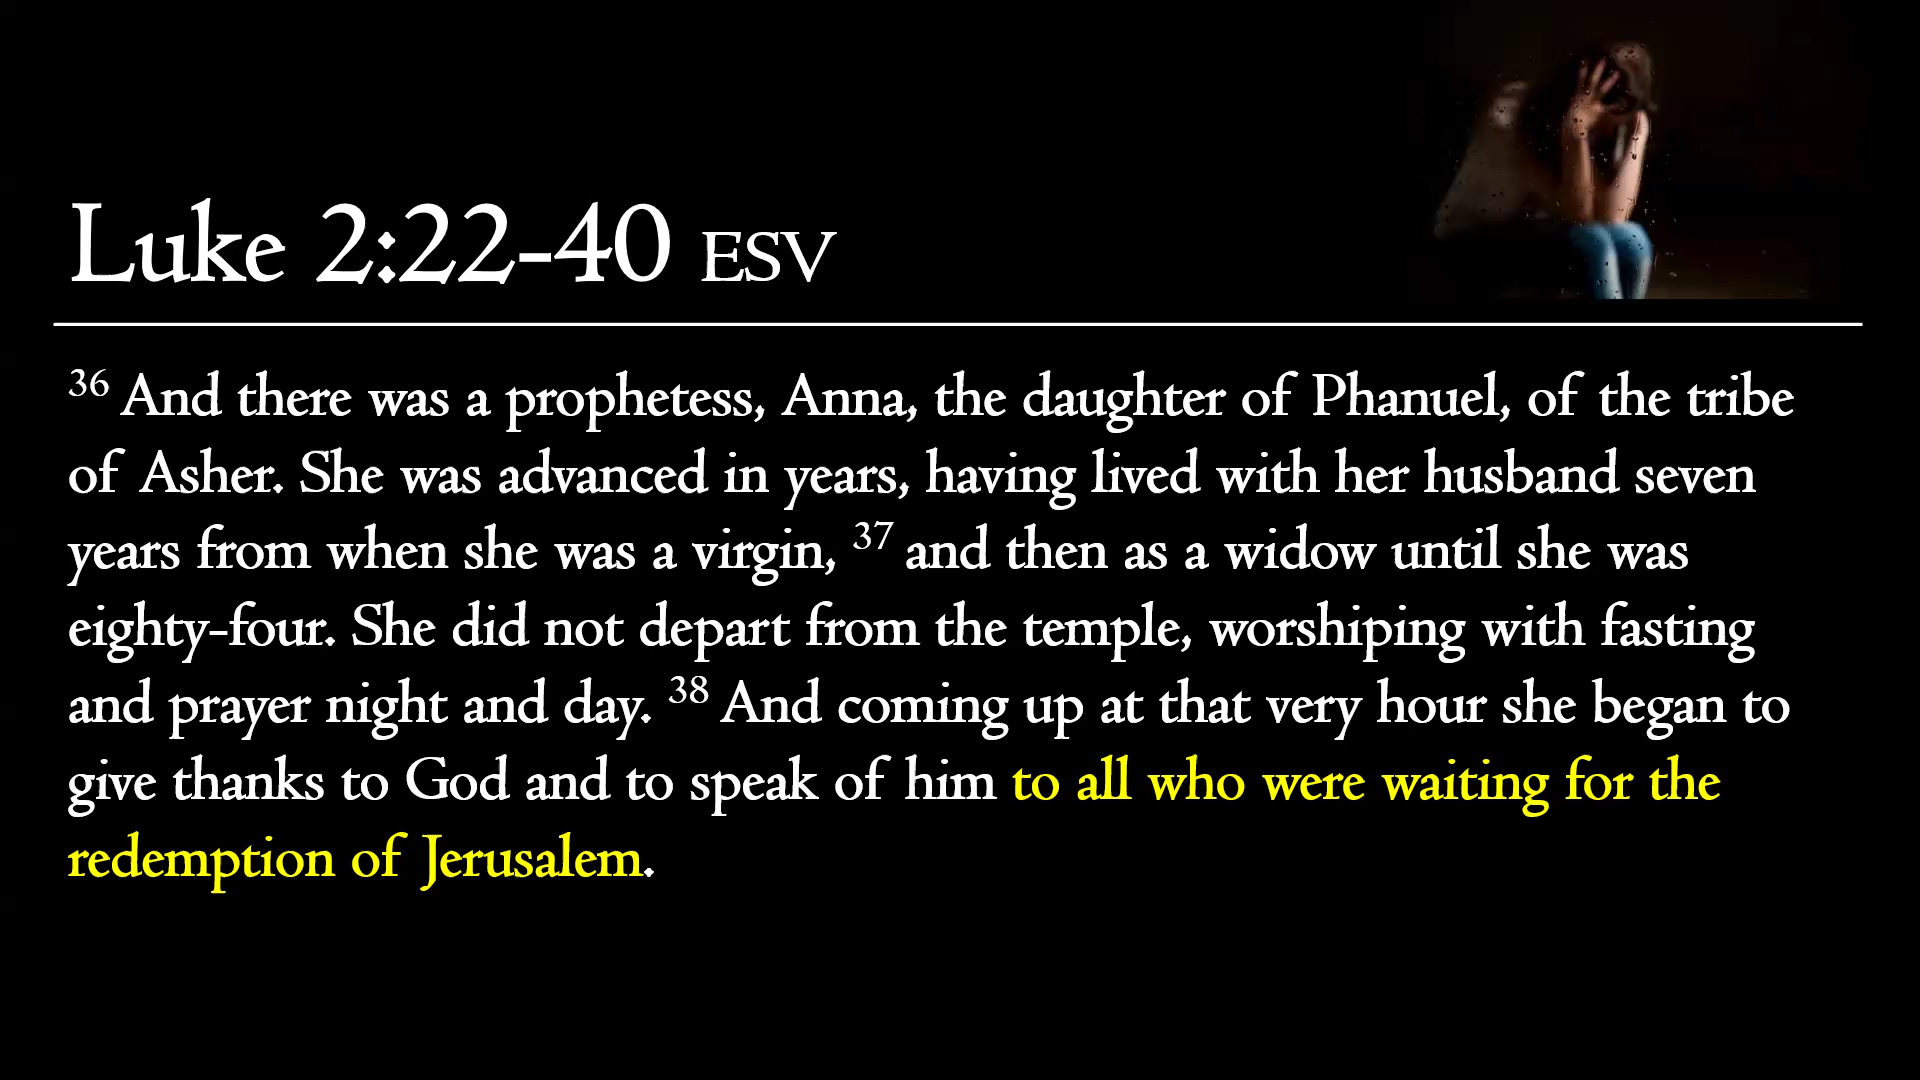 Luke 2:22-40 ESV
36 And there was a prophetess, Anna, the daughter of Phanuel, of the tribe
of Asher. She was advanced in years, having lived with her husband seven
years from when she was a virgin, 37 and then as a widow until she was
eighty-four. She did not depart from the temple, worshiping with fasting
and prayer night and day. 38 And coming up at that very hour she began to
give thanks to God and to speak of him to all who were waiting for the
redemption of Jerusalem.